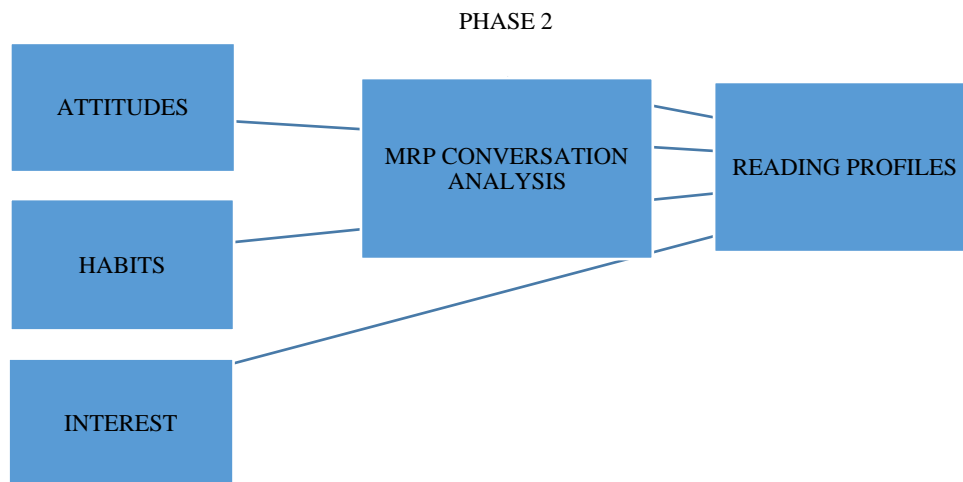 PHASE 2
ATTITUDES
MRP CONVERSATION
ANALYSIS
READING PROFILES
HABITS
INTEREST